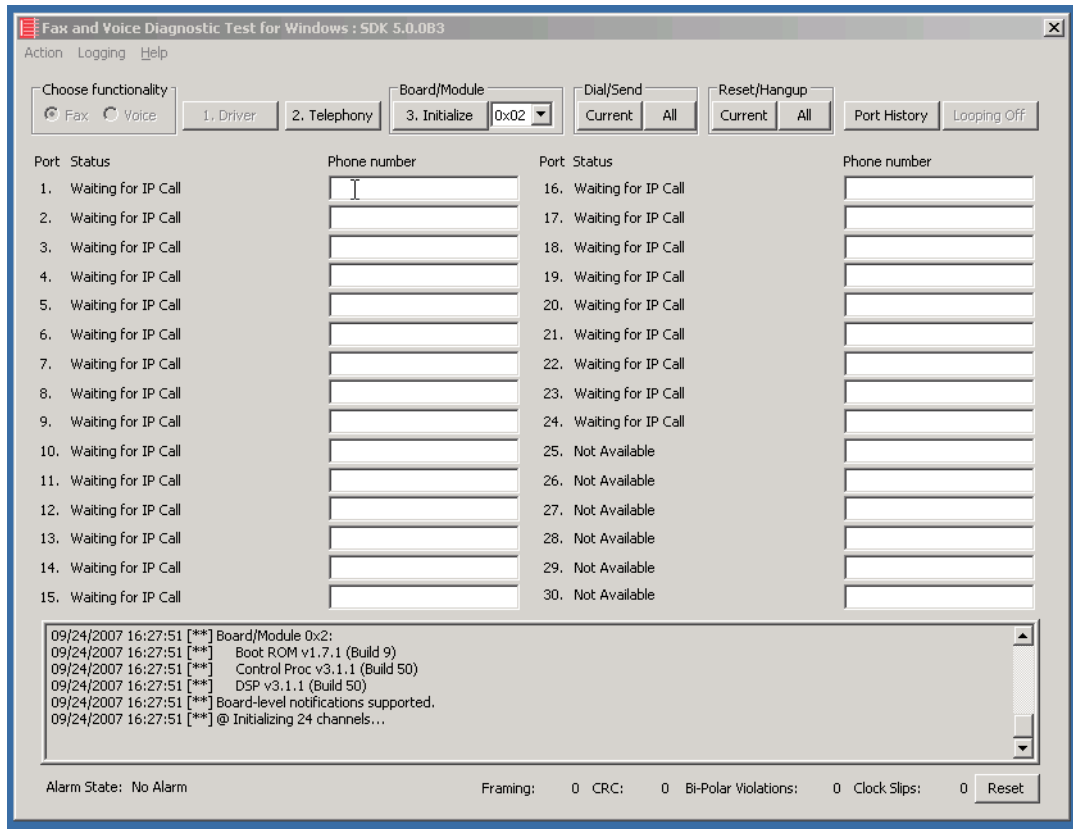 Fax and Voice Diagnostic Test for Windows : SDK 5.0.0B3
Action Logging Help
Choose functionality Board/Module Dial/Send Reset/Hangup
Fax Voice 1. Driver 2. Telephony 3. Initialize 0x02 Current All Current All Port History Looping Off
Port Status Phone number Port Status Phone number
1. Waiting for IP Call 16. Waiting for IP Call
2. Waiting for IP Call 17. Waiting for IP Call
3. Waiting for IP Call 18. Waiting for IP Call
4. Waiting for IP Call 19. Waiting for IP Call
5. Waiting for IP Call 20. Waiting for IP Call
6. Waiting for IP Call 21. Waiting for IP Call
7. Waiting for IP Call 22. Waiting for IP Call
8. Waiting for IP Call 23. Waiting for IP Call
9. Waiting for IP Call 24. Waiting for IP Call
10. Waiting for IP Call 25. Not Available
11. Waiting for IP Call 26. Not Available
12. Waiting for IP Call 27. Not Available
13. Waiting for IP Call 28. Not Available
14. Waiting for IP Call 29. Not Available
15. Waiting for IP Call 30. Not Available
09/24/2007 16:27:51 [**] Board/Module 0x2:
09/24/2007 16:27:51 [**] Boot ROM v1.7.1 (Build 9)
09/24/2007 16:27:51 [**] Control Proc v3.1.1 (Build 50)
09/24/2007 16:27:51 [**] DSP v3.1.1 (Build 50)
09/24/2007 16:27:51 [**] Board-level notifications supported.
09/24/2007 16:27:51 [**] @ Initializing 24 channels...
Alarm State: No Alarm Framing: 0 CRC: 0 Bi-Polar Violations: 0 Clock Slips: 0 Reset